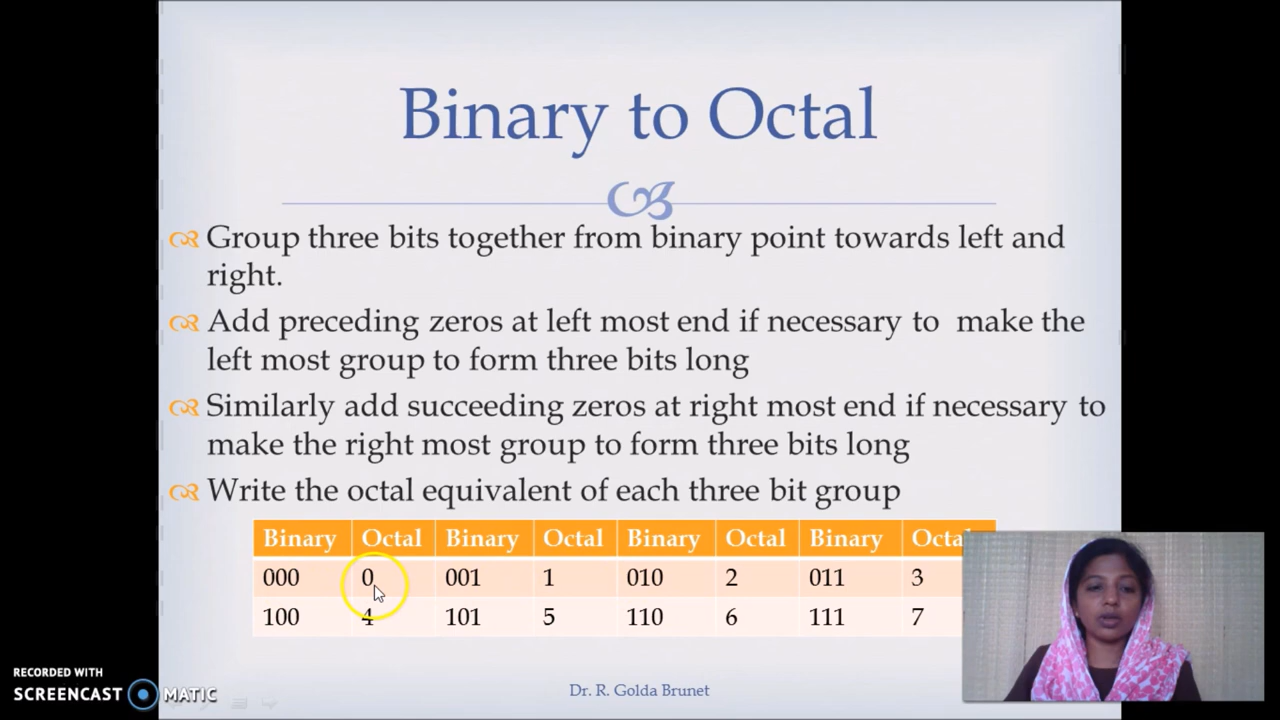 Binary to Octal
Group three bits together from binary point towards left and
right.
Add preceding zeros at left most end if necessary to make the
left most group to form three bits long
Similarly add succeeding zeros at right most end if necessary to
make the right most group to form three bits long
Write the octal equivalent of each three bit group
Binary Octal Binary Octal Binary Octal Binary
000 0 001 1 010 2 011 3
100 4 101 5 110 6 111 7
Dr. R. Golda Brunet
RECORDED WITH
SCREENCAST MATIC